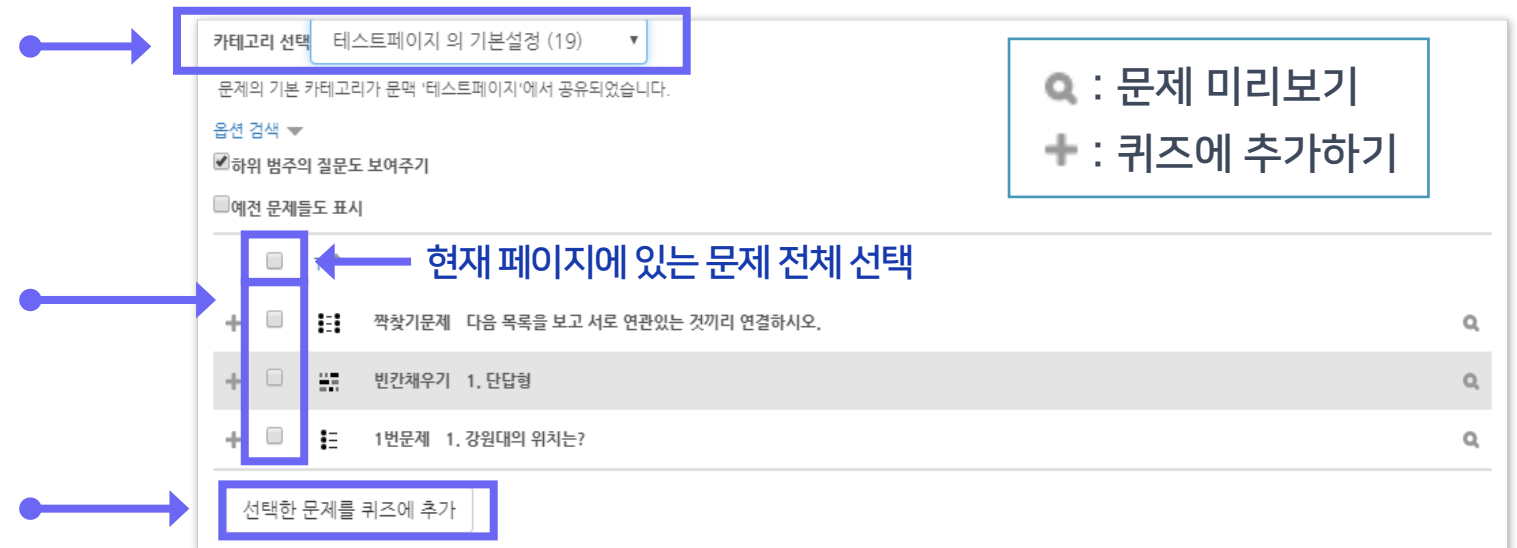 카테고리 선택 테스트페이지 의 기본설정 (19)
문제의 기본 카테고리가 문맥 '테스트페이지'에서 공유되었습니다.
옵션 검색
하위 범주의 질문도 보여주기
예전 문제들도 표시
: 문제 미리보기
: 퀴즈에 추가하기
현재 페이지에 있는 문제 전체 선택
짝찾기문제 다음 목록을 보고 서로 연관있는 것끼리 연결하시오.
빈칸채우기 1. 단답형
1번문제 1. 강원대의 위치는?
선택한 문제를 퀴즈에 추가